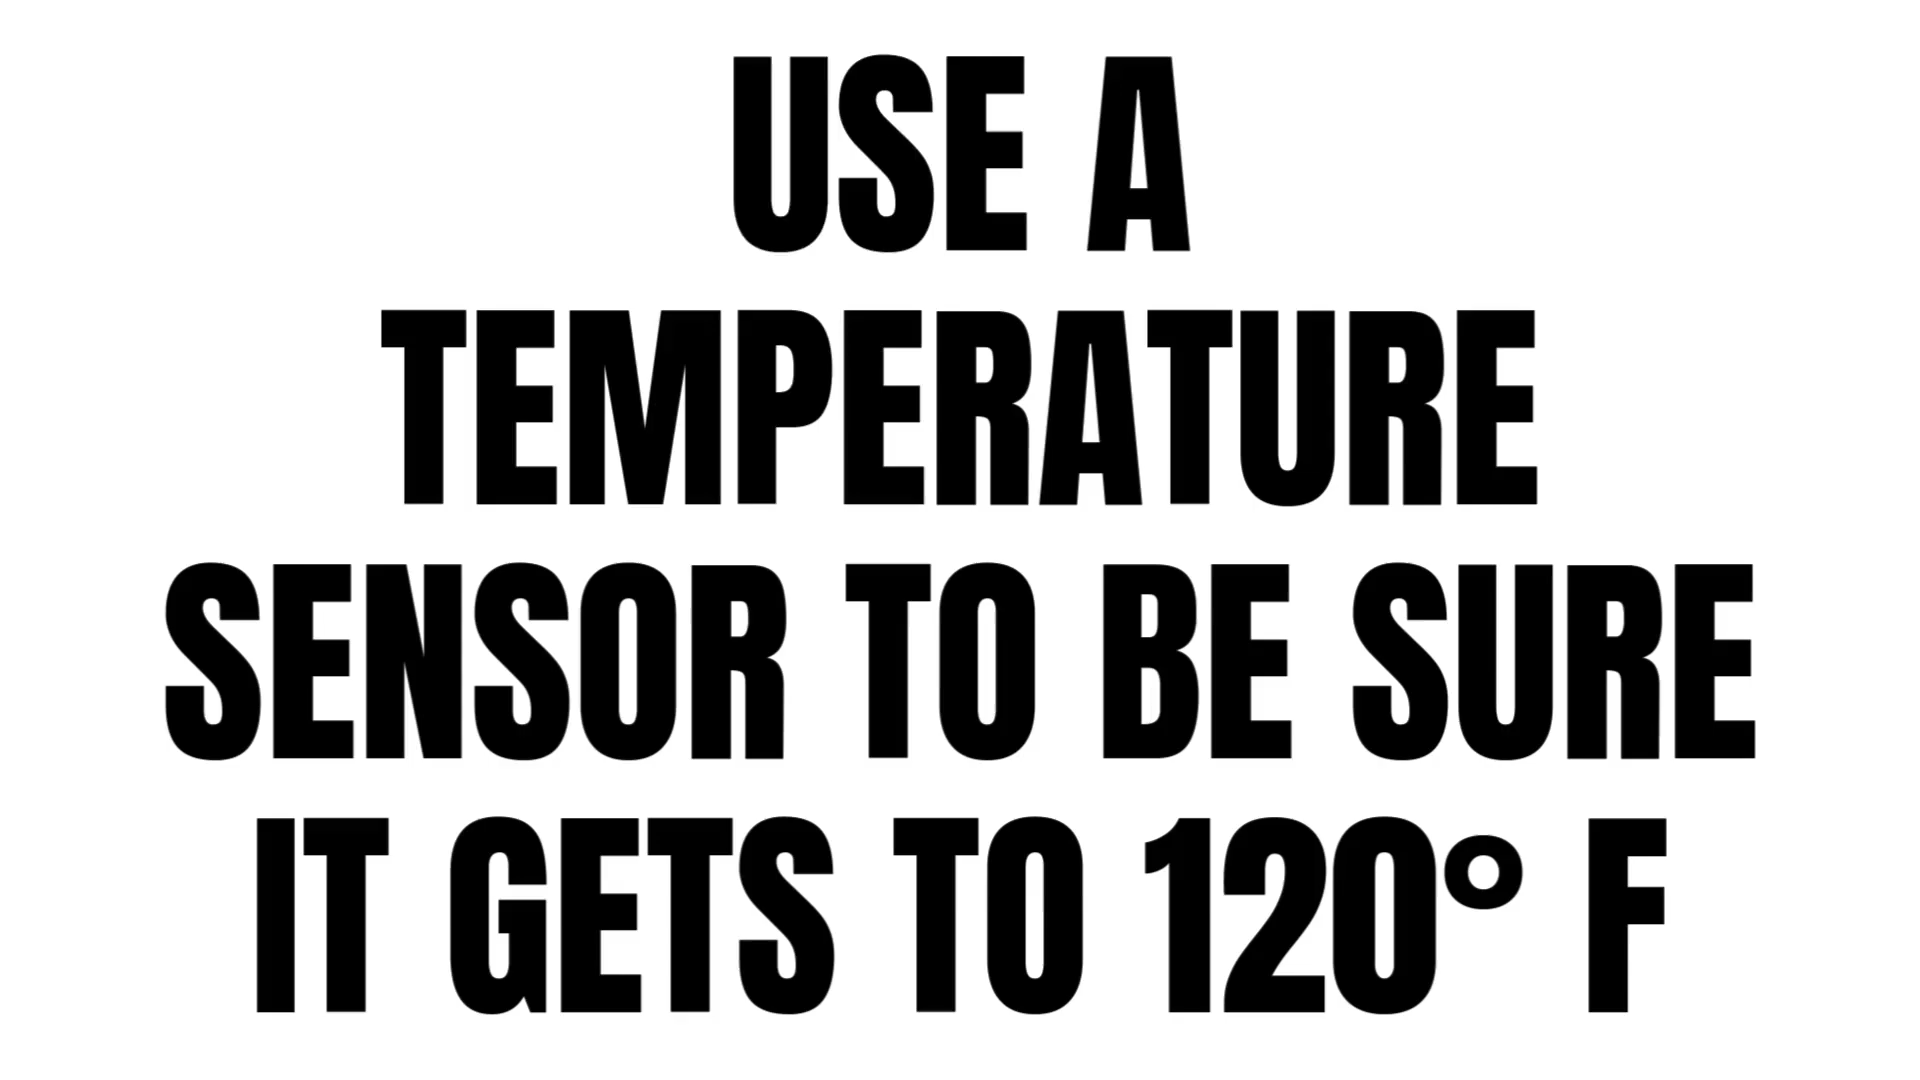 USE A
TEMPERATURE
SENSOR TO BE SURE
IT GETS TO 120° F